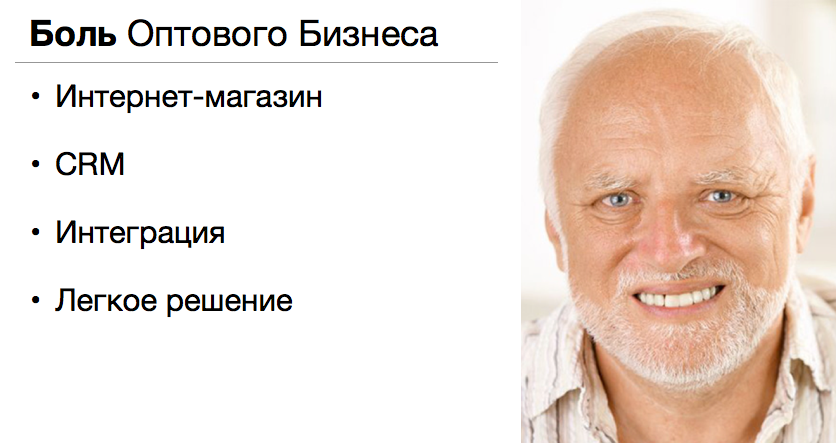 Боль Оптового Бизнеса
• Интернет-магазин
• CRM
• Интеграция
• Легкое решение